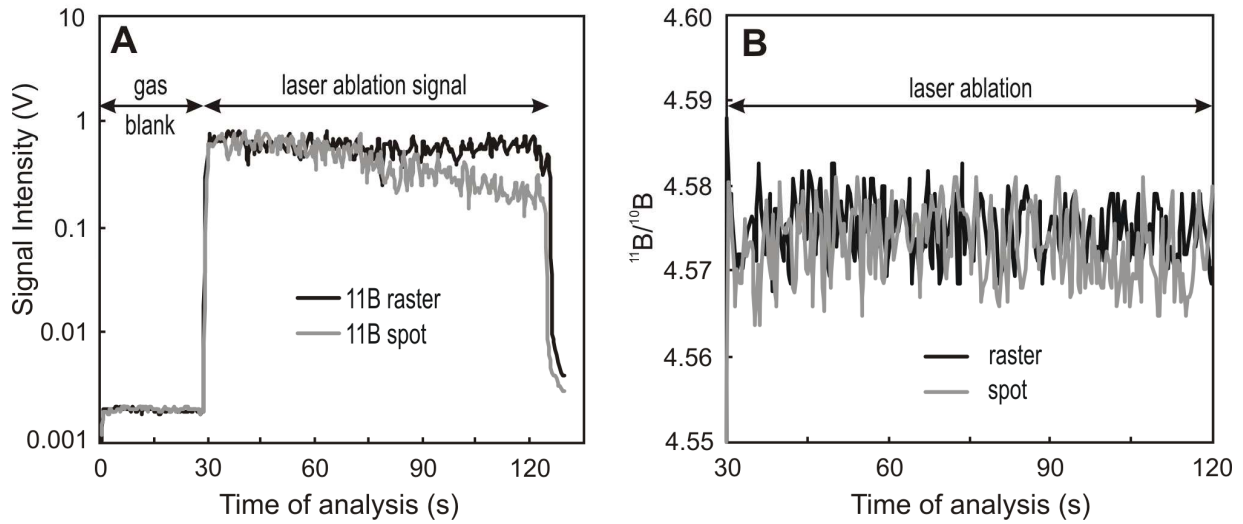 A
gas
blank
laser ablation signal
Signal Intensity (V)
10
1
0.1
0.01
0.001
11B raster
11B spot
0 30 60 90 120
Time of analysis (s)
B
laser ablation
¹¹B/¹⁰B
4.60
4.59
4.58
4.57
4.56
4.55
raster
spot
30 60 90 120
Time of analysis (s)